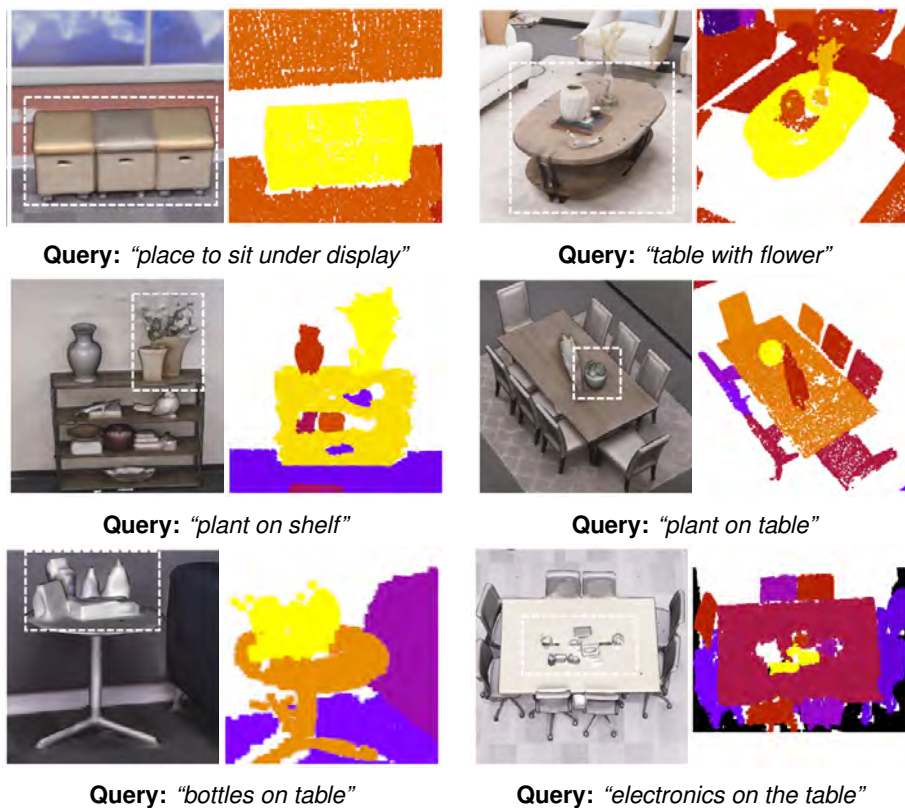 Query: "place to sit under display"
Query: "table with flower"
Query: "plant on shelf"
Query: "plant on table"
Query: "bottles on table"
Query: "electronics on the table"